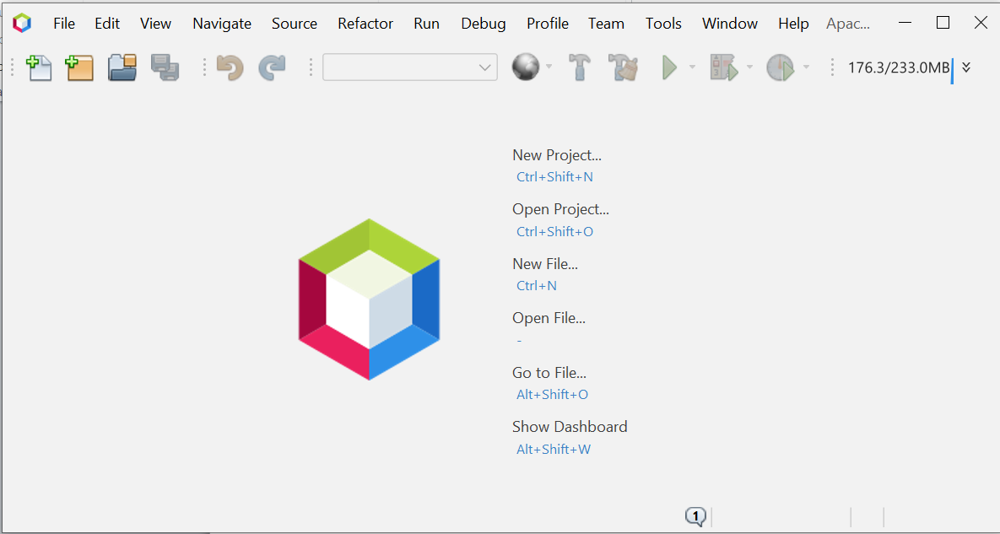 File Edit View Navigate Source Refactor Run Debug Profile Team Tools Window Help Apac...
176.3/233.0MB
New Project...
Ctrl+Shift+N
Open Project...
Ctrl+Shift+O
New File...
Ctrl+N
Open File...
-
Go to File...
Alt+Shift+O
Show Dashboard
Alt+Shift+W
1